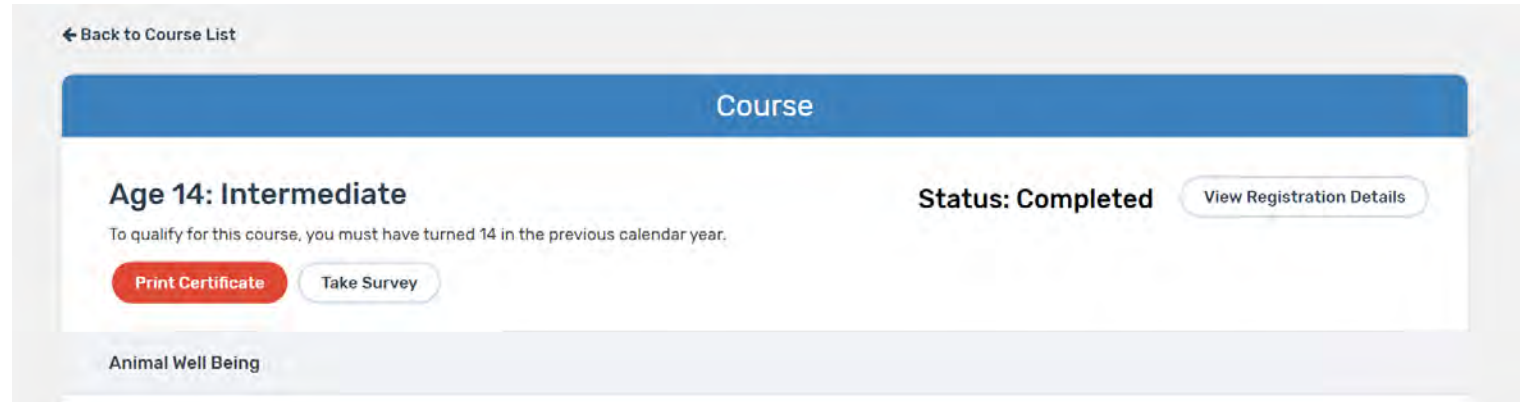 Back to Course List
Course
Age 14: Intermediate
Status: Completed
View Registration Details
To qualify for this course, you must have turned 14 in the previous calendar year.
Print Certificate
Take Survey
Animal Well Being